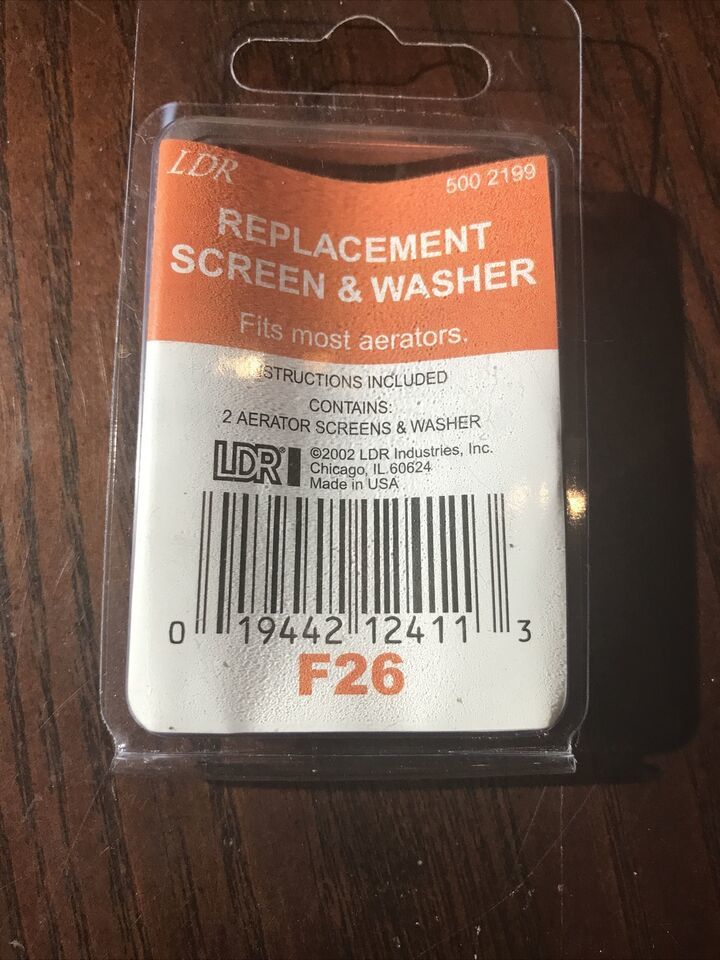 LDR
500 2199
REPLACEMENT
SCREEN & WASHER
Fits most aerators.
STRUCTIONS INCLUDED
CONTAINS:
2 AERATOR SCREENS & WASHER
LDR®
©2002 LDR Industries, Inc.
Chicago, IL 60624
Made in USA
0 19442 12411 3
F26